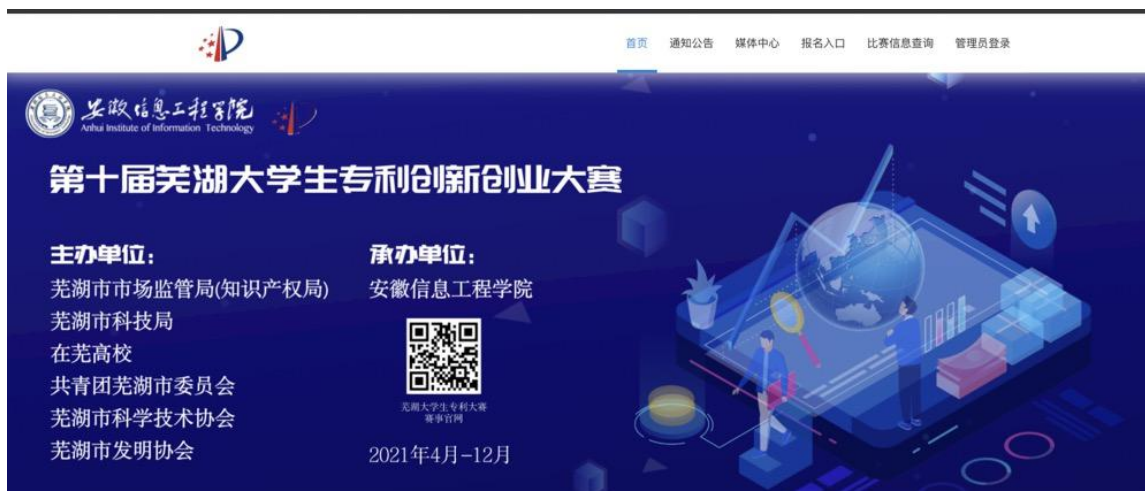 首页 通知公告 媒体中心 报名入口 比赛信息查询 管理员登录
安徽信息工程学院
Anhui Institute of Information Technology
第十届芜湖大学生专利创新创业大赛
主办单位：
芜湖市市场监管局(知识产权局)
芜湖市科技局
在芜高校
共青团芜湖市委员会
芜湖市科学技术协会
芜湖市发明协会
承办单位：
安徽信息工程学院
芜湖大学生专利大赛
赛事官网
2021年4月-12月